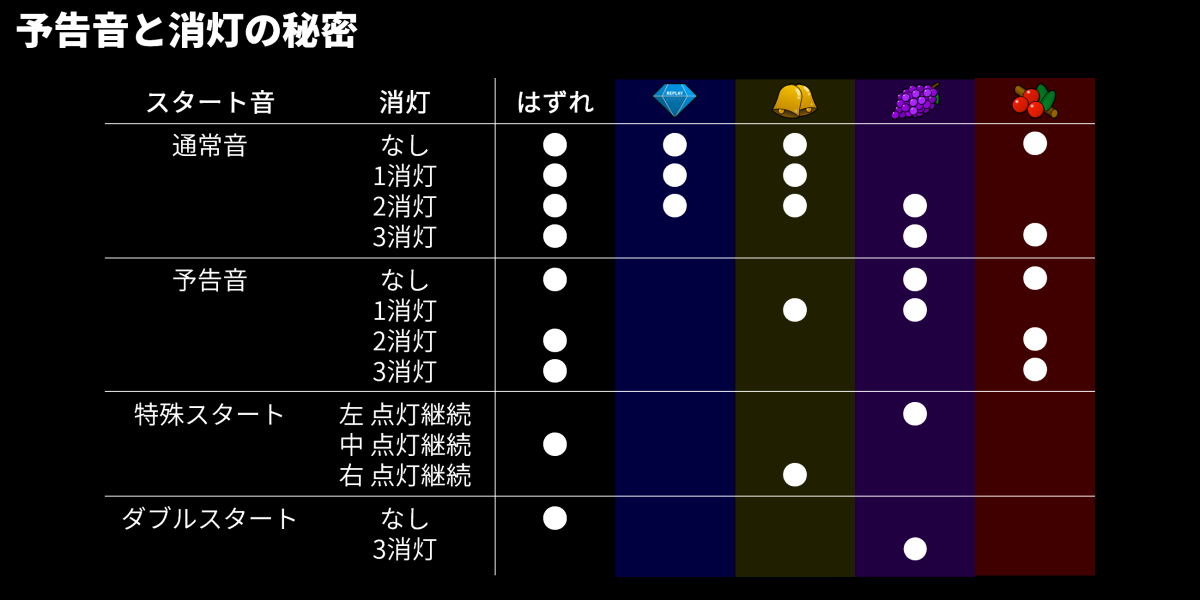 予告音と消灯の秘密
スタート音 消灯 はずれ REPLAY
通常音 なし
1消灯
2消灯
3消灯
予告音 なし
1消灯
2消灯
3消灯
特殊スタート 左 点灯継続
中 点灯継続
右 点灯継続
ダブルスタート なし
3消灯